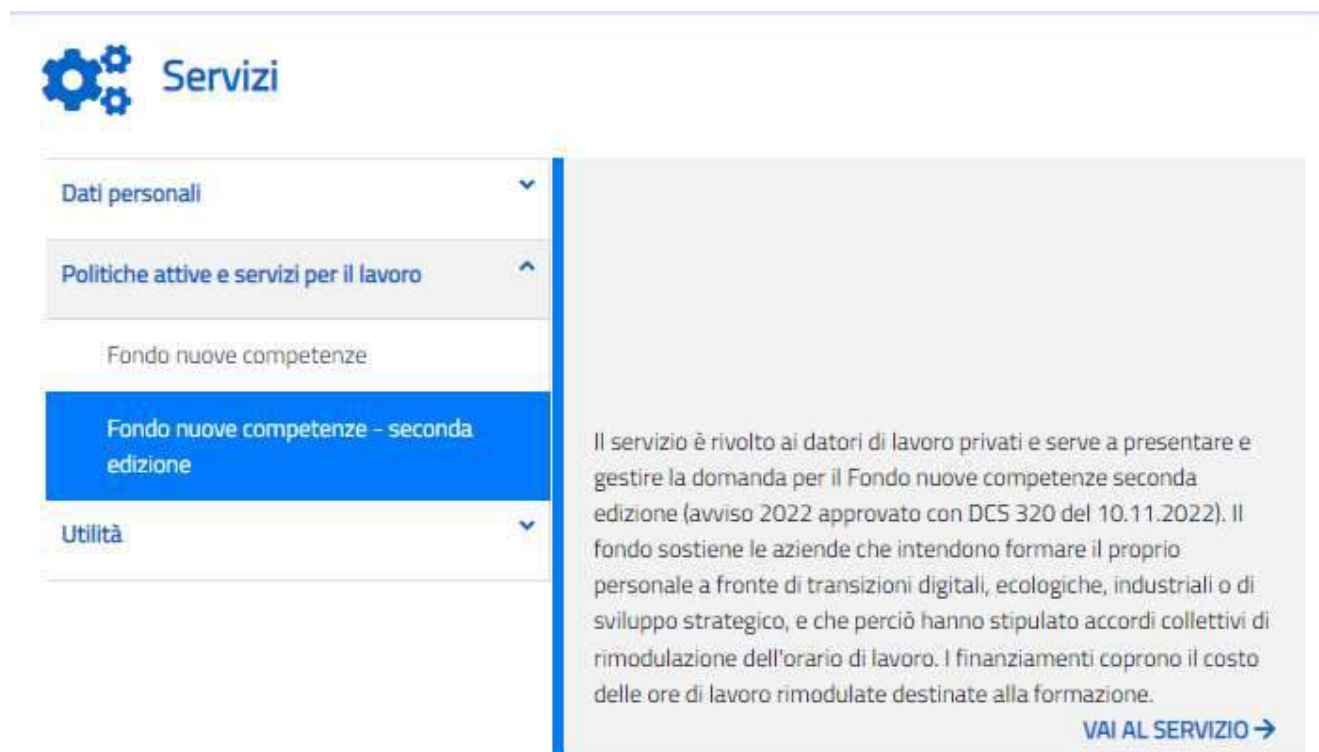 Servizi
Dati personali
Politiche attive e servizi per il lavoro
Fondo nuove competenze
Fondo nuove competenze - seconda
edizione
Utilità
Il servizio è rivolto ai datori di lavoro privati e serve a presentare e
gestire la domanda per il Fondo nuove competenze seconda
edizione (avviso 2022 approvato con DCS 320 del 10.11.2022). Il
fondo sostiene le aziende che intendono formare il proprio
personale a fronte di transizioni digitali, ecologiche, industriali o di
sviluppo strategico, e che perciò hanno stipulato accordi collettivi di
rimodulazione dell'orario di lavoro. I finanziamenti coprono il costo
delle ore di lavoro rimodulate destinate alla formazione.
VAI AL SERVIZIO →